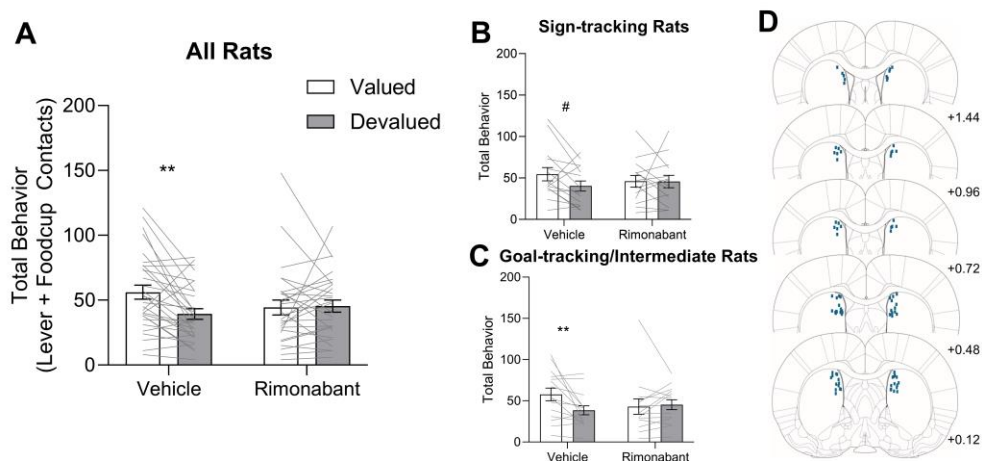 A
All Rats
Valued
Devalued
Total Behavior
(Lever + Foodcup Contacts)
200
150
100
50
0
**
Vehicle
Rimonabant
B
Sign-tracking Rats
Total Behavior
200
150
100
50
0
#
Vehicle
Rimonabant
C
Goal-tracking/Intermediate Rats
Total Behavior
200
150
100
50
0
**
Vehicle
Rimonabant
D
+1.44
+0.96
+0.72
+0.48
+0.12